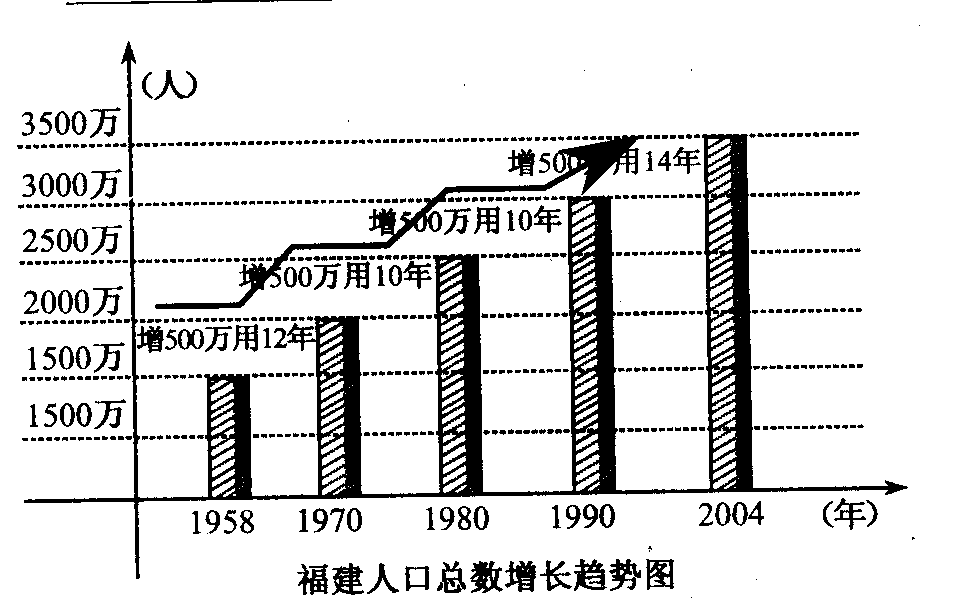 (人)
3500万
3000万
2500万
2000万
1500万
1500万
增500万用14年
增500万用10年
增500万用10年
增500万用12年
1958
1970
1980
1990
2004
(年)
福建人口总数增长趋势图